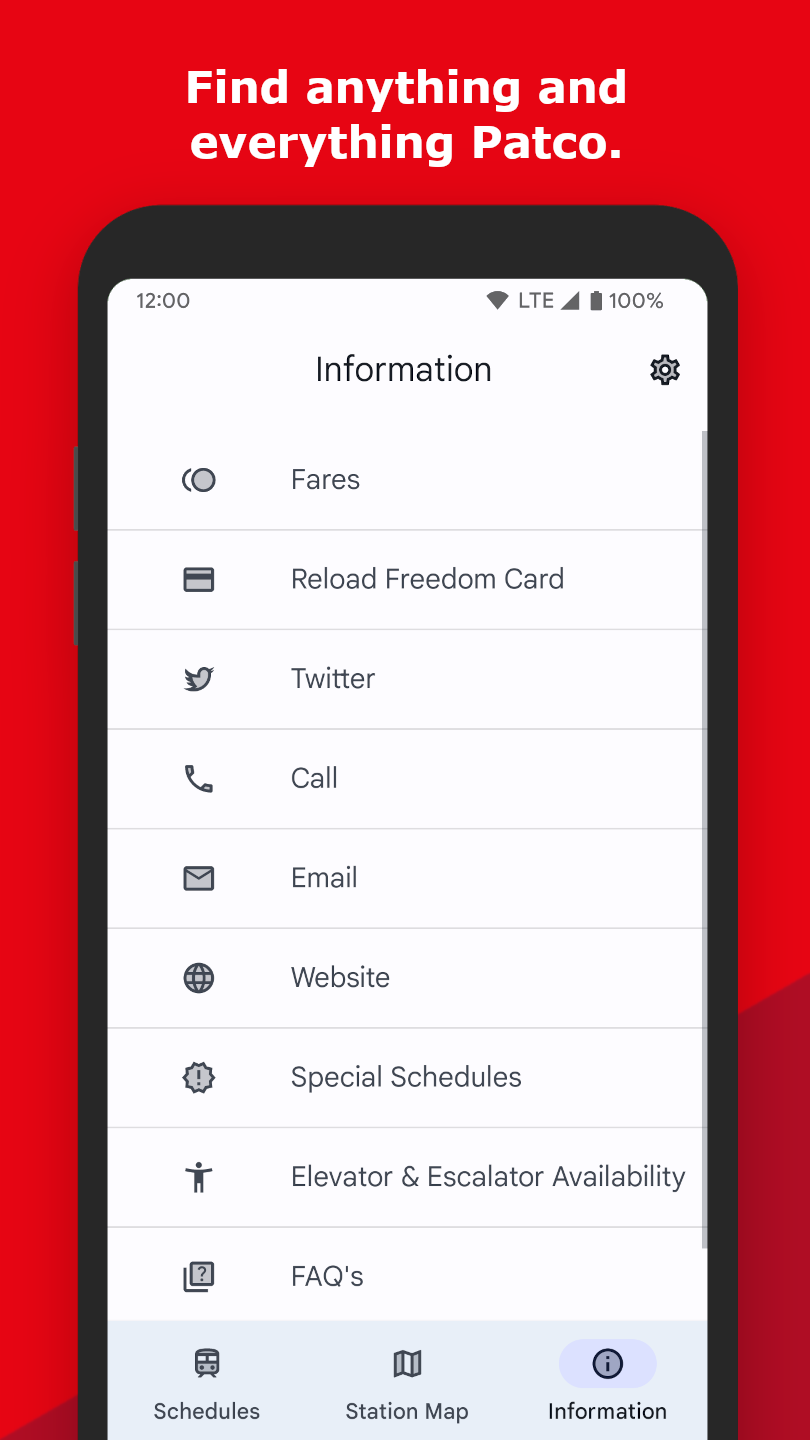 Find anything and
everything Patco.
12:00 LTE 100%
Information
Fares
Reload Freedom Card
Twitter
Call
Email
Website
Special Schedules
Elevator & Escalator Availability
FAQ's
Schedules Station Map Information